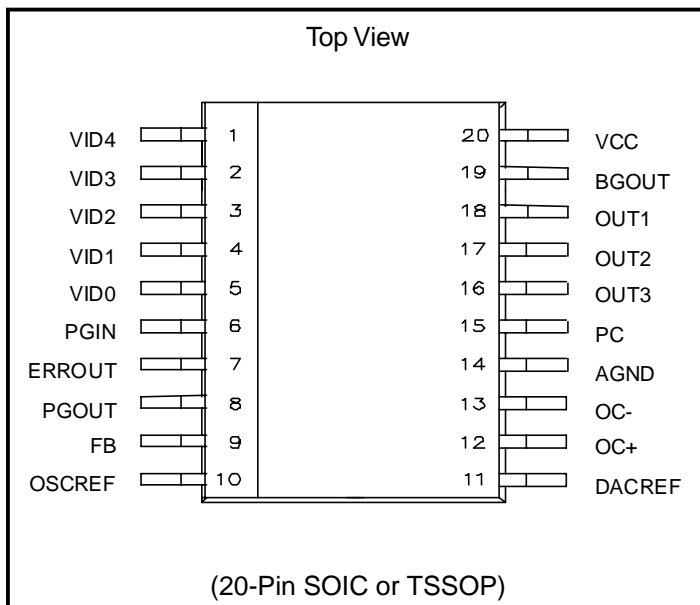 Top View
VID4 1 20 VCC
VID3 2 19 BGOUT
VID2 3 18 OUT1
VID1 4 17 OUT2
VID0 5 16 OUT3
PGIN 6 15 PC
ERROUT 7 14 AGND
PGOUT 8 13 OC-
FB 9 12 OC+
OSCREF 10 11 DACREF
(20-Pin SOIC or TSSOP)